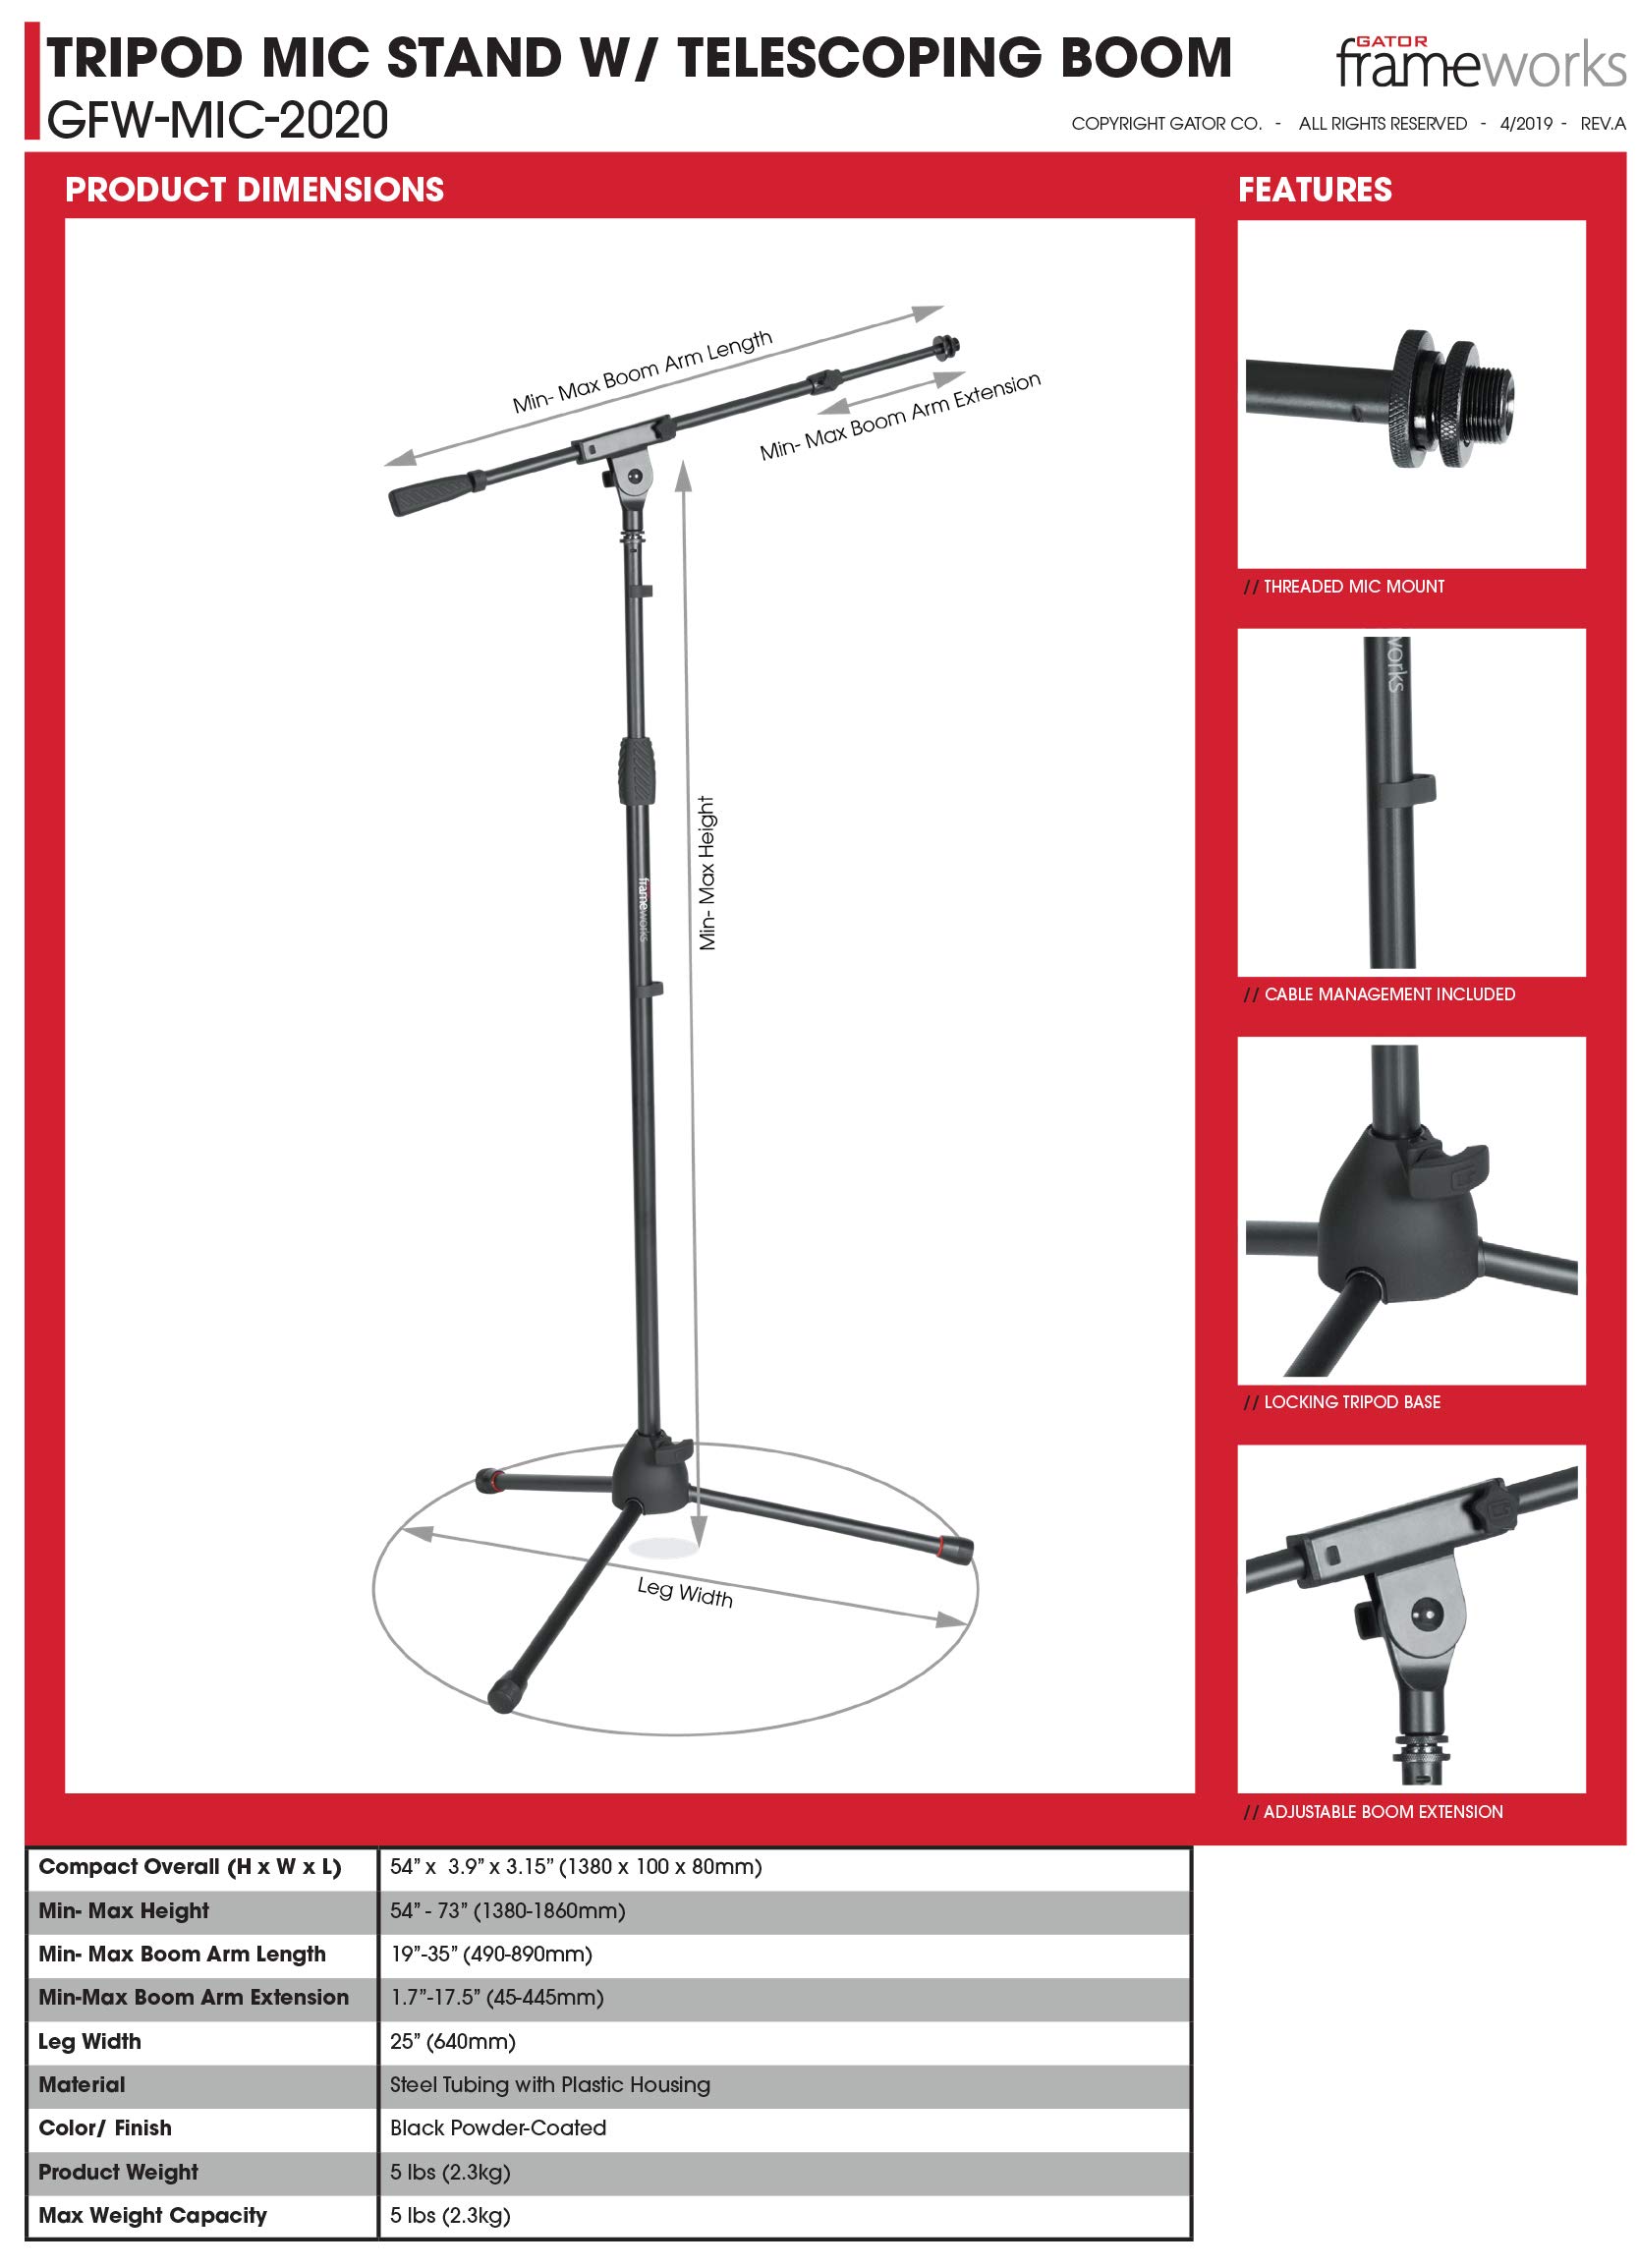 TRIPOD MIC STAND W/ TELESCOPING BOOM
GFW-MIC-2020
GATOR
frameworks
COPYRIGHT GATOR CO. - ALL RIGHTS RESERVED - 4/2019 - REV.A
PRODUCT DIMENSIONS
Min- Max Boom Arm Length
Min- Max Boom Arm Extension
Min- Max Height
frameworks
Leg Width
FEATURES
// THREADED MIC MOUNT
works
// CABLE MANAGEMENT INCLUDED
// LOCKING TRIPOD BASE
// ADJUSTABLE BOOM EXTENSION
Compact Overall (H x W x L) 54” x 3.9” x 3.15” (1380 x 100 x 80mm)
Min- Max Height 54” - 73” (1380-1860mm)
Min- Max Boom Arm Length 19”-35” (490-890mm)
Min-Max Boom Arm Extension 1.7”-17.5” (45-445mm)
Leg Width 25” (640mm)
Material Steel Tubing with Plastic Housing
Color/ Finish Black Powder-Coated
Product Weight 5 lbs (2.3kg)
Max Weight Capacity 5 lbs (2.3kg)